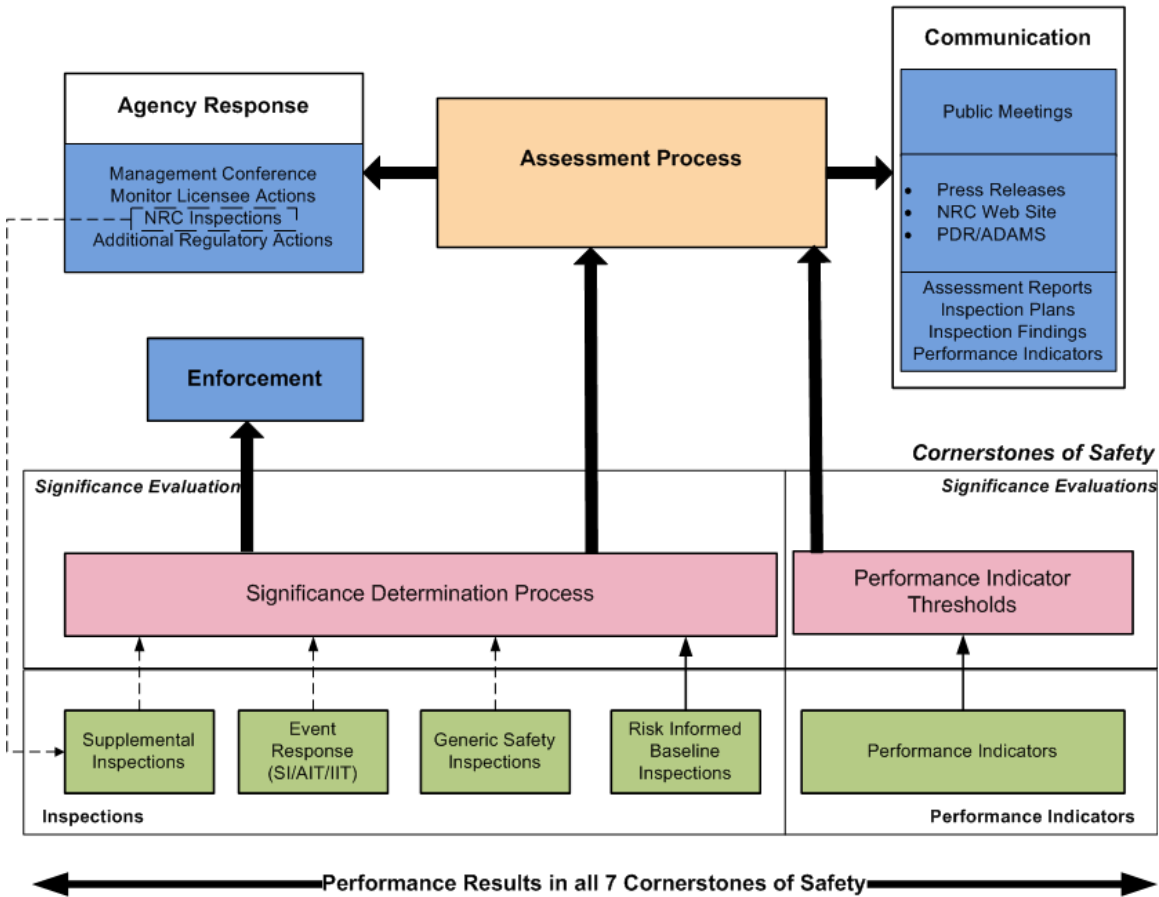 Communication
Public Meetings
• Press Releases
• NRC Web Site
• PDR/ADAMS
Assessment Reports
Inspection Plans
Inspection Findings
Performance Indicators
Agency Response
Management Conference
Monitor Licensee Actions
NRC Inspections
Additional Regulatory Actions
Assessment Process
Enforcement
Cornerstones of Safety
Significance Evaluation
Significance Evaluations
Significance Determination Process
Performance Indicator
Thresholds
Supplemental
Inspections
Event
Response
(SI/AIT/IIT)
Generic Safety
Inspections
Risk Informed
Baseline
Inspections
Performance Indicators
Inspections
Performance Indicators
Performance Results in all 7 Cornerstones of Safety